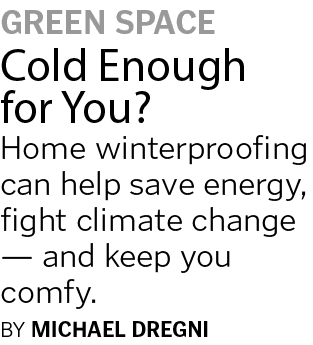 GREEN SPACE
Cold Enough
for You?
Home winterproofing
can help save energy,
fight climate change
— and keep you
comfy.
BY MICHAEL DREGNI